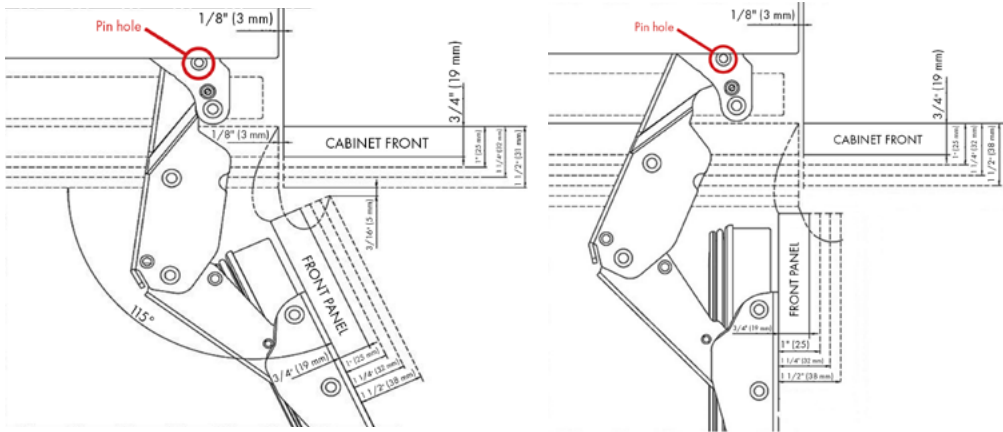 1/8" (3 mm)
Pin hole
3/4" (19 mm)
1/8" (3 mm)
CABINET FRONT
1" (25 mm)
1 1/4" (32 mm)
1 1/2" (31 mm)
3/16" (5 mm)
FRONT PANEL
115°
3/4" (19 mm)
1" (25 mm)
1 1/4" (32 mm)
1 1/2" (38 mm)
1/8" (3 mm)
Pin hole
3/4" (19 mm)
CABINET FRONT
1" (25 mm)
1 1/4" (32 mm)
1 1/2" (38 mm)
FRONT PANEL
3/4" (19 mm)
1" (25)
1 1/4" (32 mm)
1 1/2" (38 mm)